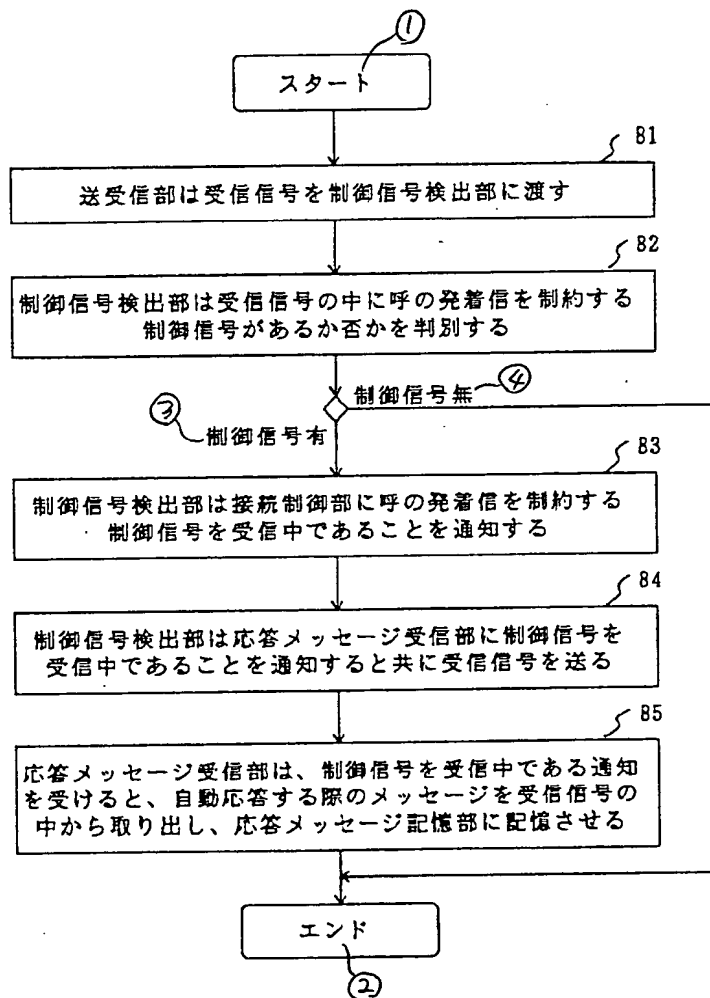 ①
スタート
81
送受信部は受信信号を制御信号検出部に渡す
82
制御信号検出部は受信信号の中に呼の発着信を制約する
制御信号があるか否かを判別する
制御信号無 ④
③ 制御信号有
83
制御信号検出部は接続制御部に呼の発着信を制約する
制御信号を受信中であることを通知する
84
制御信号検出部は応答メッセージ受信部に制御信号を
受信中であることを通知すると共に受信信号を送る
85
応答メッセージ受信部は、制御信号を受信中である通知
を受けると、自動応答する際のメッセージを受信信号の
中から取り出し、応答メッセージ記憶部に記憶させる
エンド
②